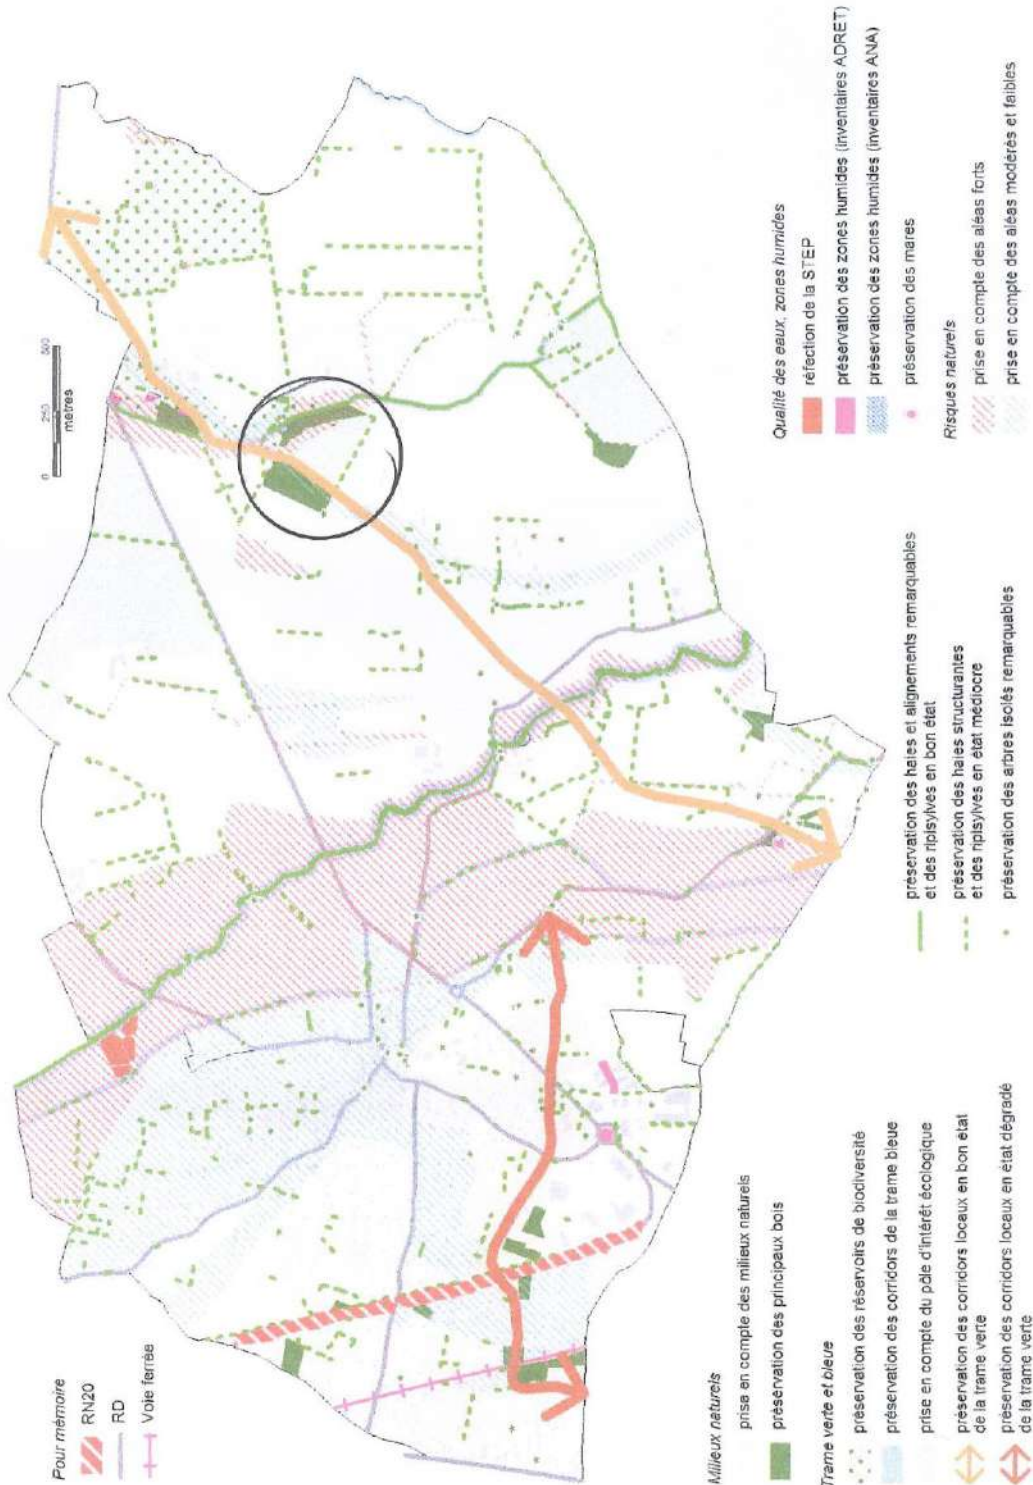 Pour mémoire
RN20
RD
Voie ferrée
0 250 500
metres
Milieux naturels
prisa en compte des milieux naturels
préservation des principaux bois
Trame verte et bleue
préservation des réservoirs de biodiversité
préservation des corridors de la trame bleue
prise en compte du pôle d'intérêt écologique
préservation des corridors locaux en bon état
de la trame verte
préservation des corridors locaux en état dégradé
de la trame verte
préservation des haies et alignements remarquables
et des ripisylves en bon état
préservation des haies structurantes
et des ripisylves en état médiocre
préservation des arbres isolés remarquables
Qualité des eaux, zones humides
réfection de la STEP
préservation des zones humides (inventaires ADRET)
préservation des zones humides (inventaires ANA)
préservation des mares
Risques naturels
prise en compte des aléas forts
prise en compte des aléas modérés et faibles